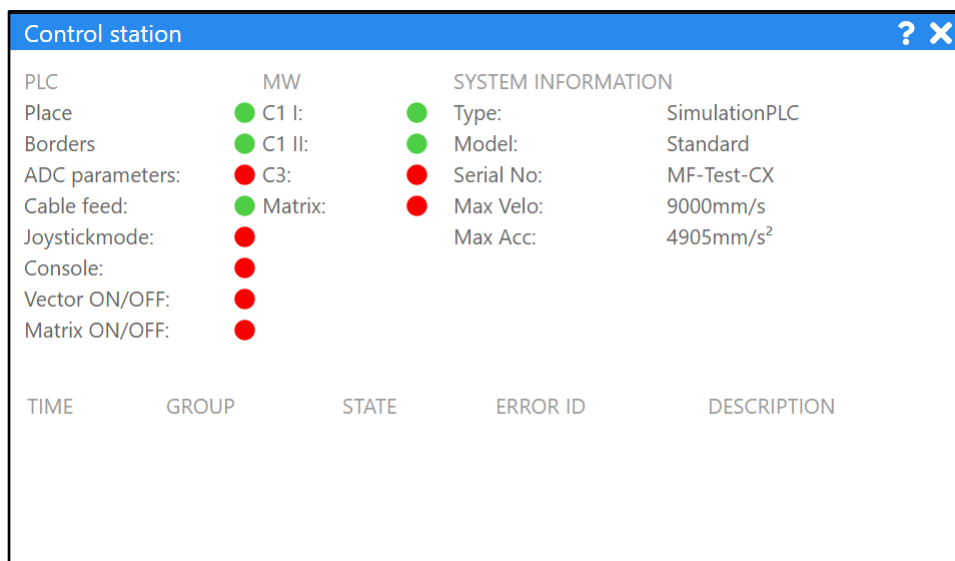 Control station ?
PLC MW SYSTEM INFORMATION
Place C1 I: Type: SimulationPLC
Borders C1 II: Model: Standard
ADC parameters: C3: Serial No: MF-Test-CX
Cable feed: Matrix: Max Velo: 9000mm/s
Joystickmode: Max Acc: 4905mm/s²
Console:
Vector ON/OFF:
Matrix ON/OFF:
TIME GROUP STATE ERROR ID DESCRIPTION